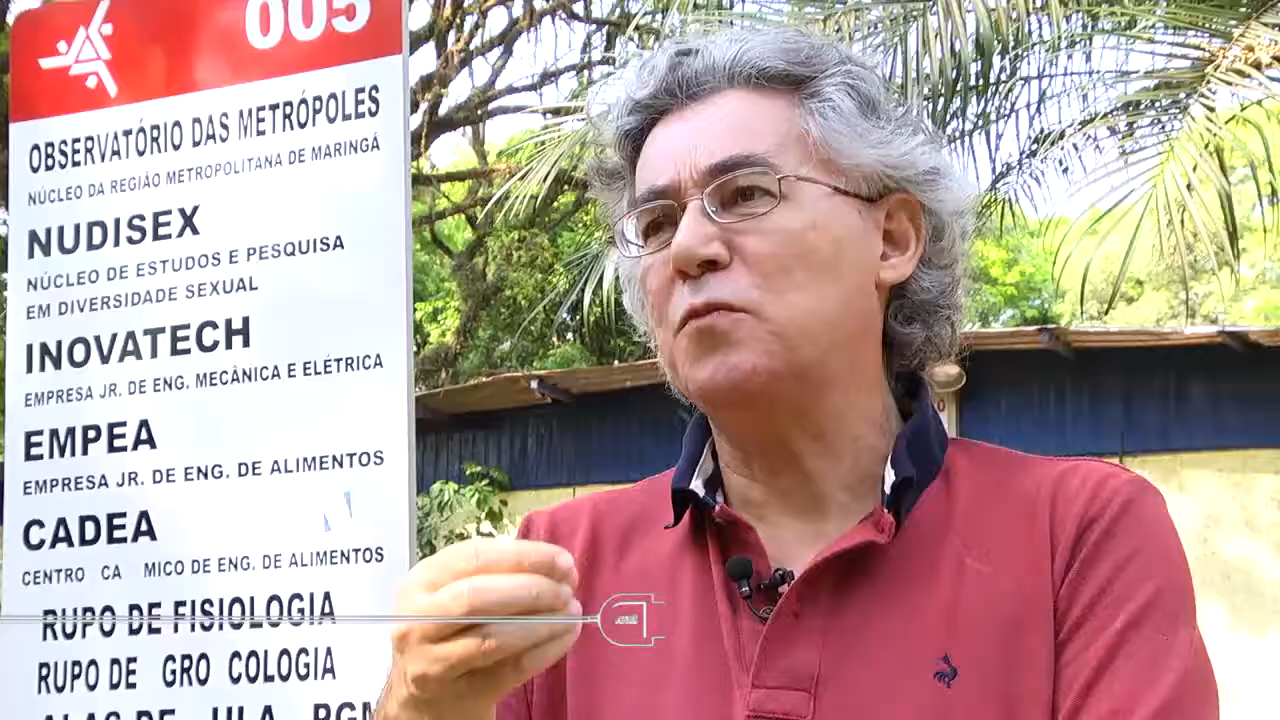 005
OBSERVATÓRIO DAS METRÓPOLES
NÚCLEO DA REGIÃO METROPOLITANA DE MARINGÁ
NUDISEX
NÚCLEO DE ESTUDOS E PESQUISA
EM DIVERSIDADE SEXUAL
INOVATECH
EMPRESA JR. DE ENG. MECÂNICA E ELÉTRICA
EMPEA
EMPRESA JR. DE ENG. DE ALIMENTOS
CADEA
CENTRO CA MICO DE ENG. DE ALIMENTOS
RUPO DE FISIOLOGIA
RUPO DE GRO COLOGIA